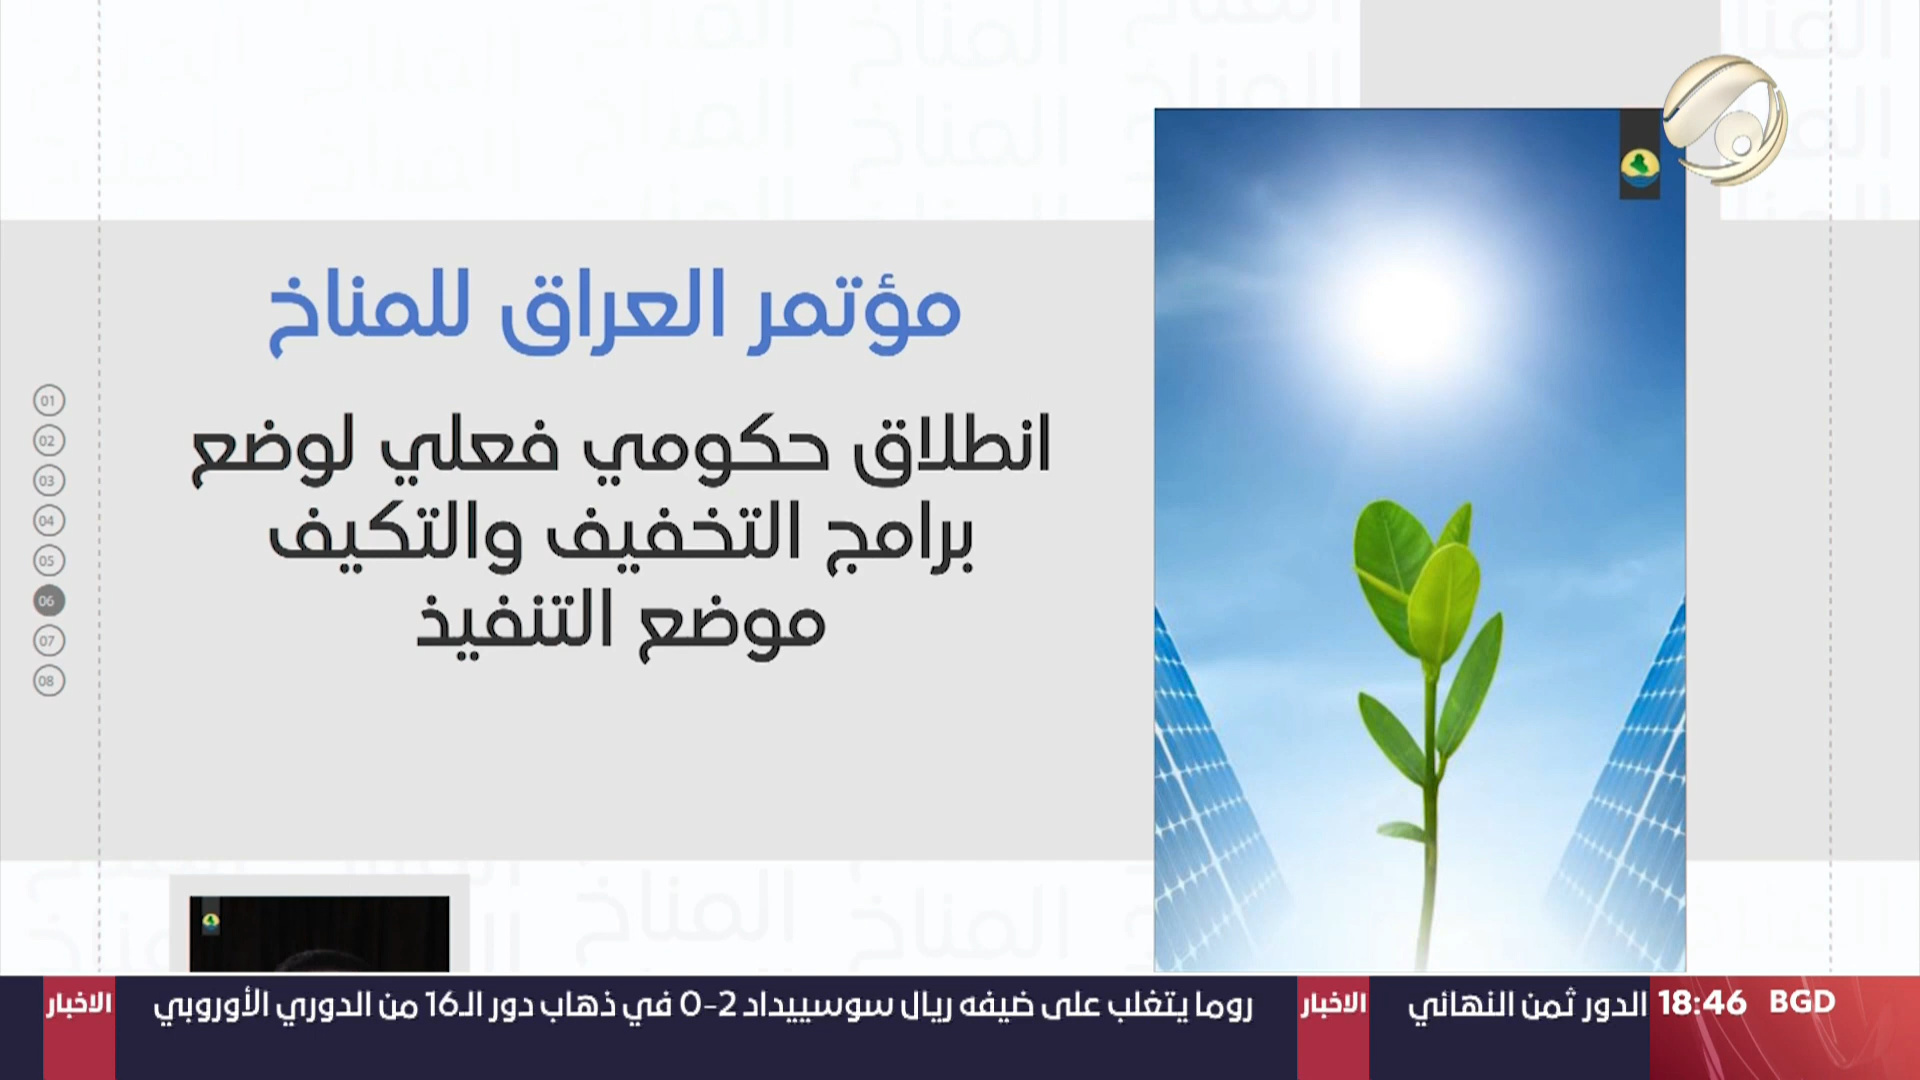 مؤتمر العراق للمناخ
انطلاق حكومي فعلي لوضع
برامج التخفيف والتكيف
موضع التنفيذ
01
02
03
04
05
06
07
08
المناخ
BGD 18:46
الدور ثمن النهائي
الاخبار
روما يتغلب على ضيفه ريال سوسييداد 2-0 في ذهاب دور الـ16 من الدوري الأوروبي
الاخبار